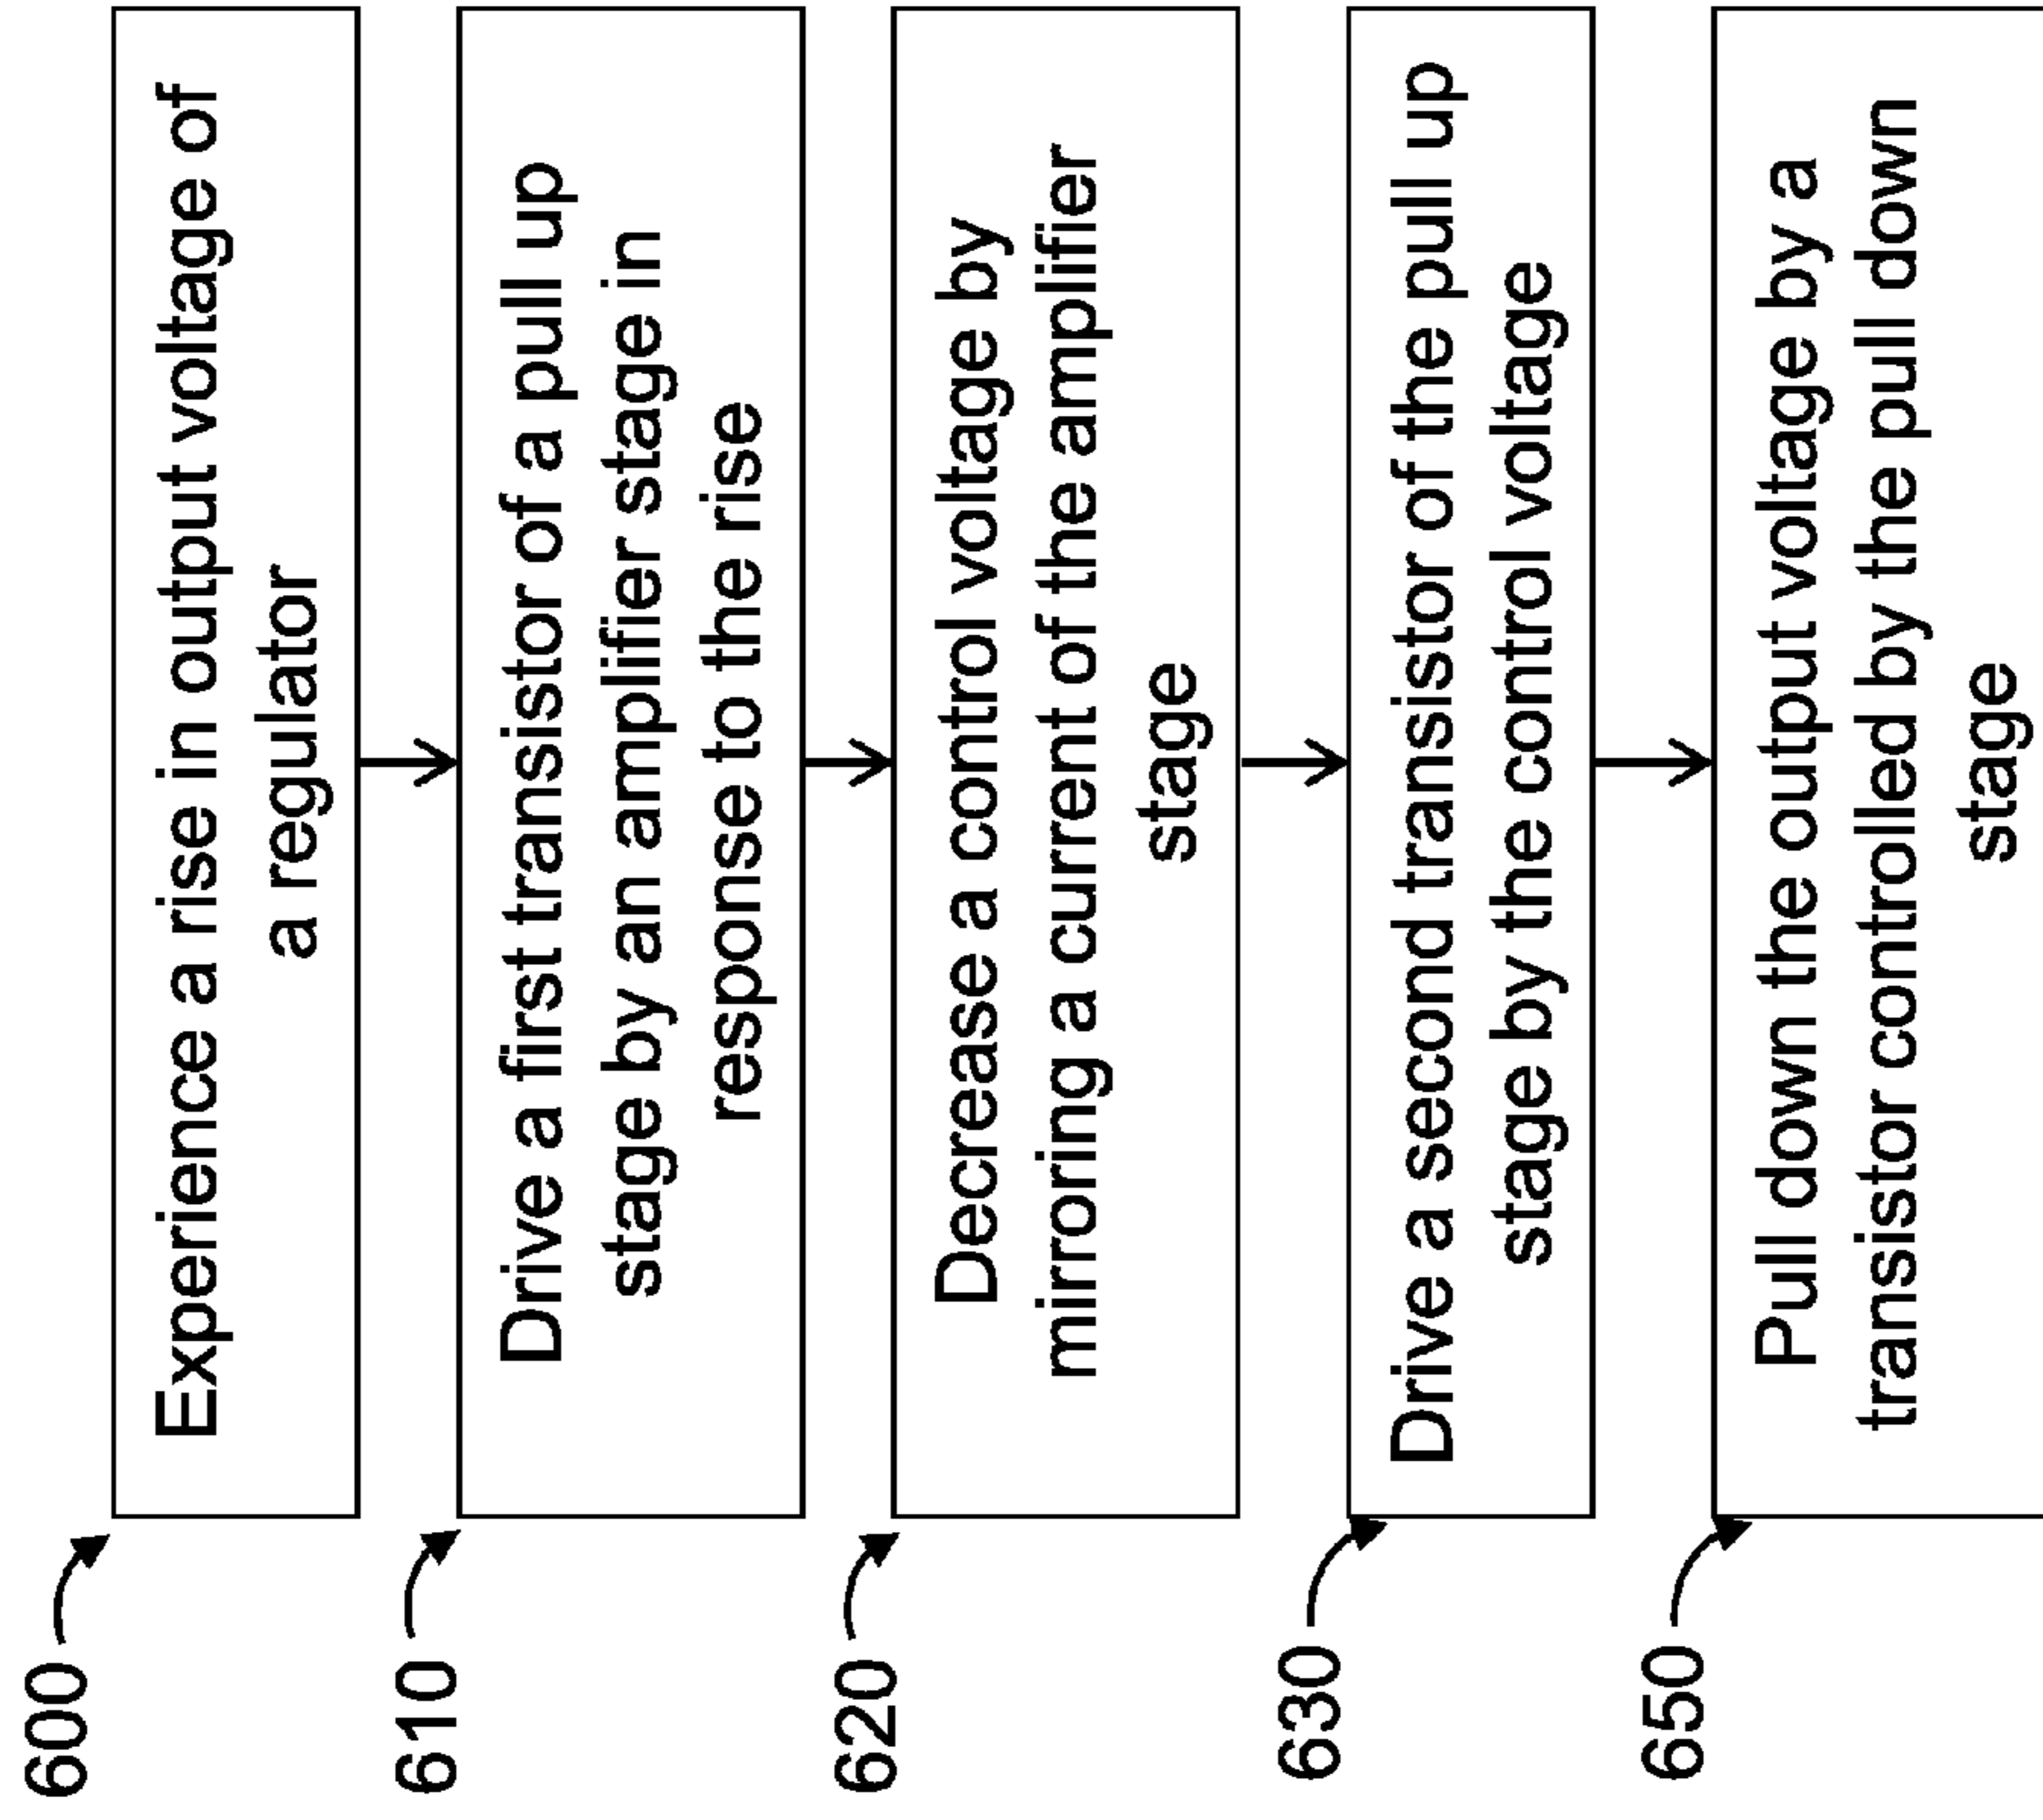 600
Experience a rise in output voltage of
a regulator
610
Drive a first transistor of a pull up
stage by an amplifier stage in
response to the rise
620
Decrease a control voltage by
mirroring a current of the amplifier
stage
630
Drive a second transistor of the pull up
stage by the control voltage
650
Pull down the output voltage by a
transistor controlled by the pull down
stage